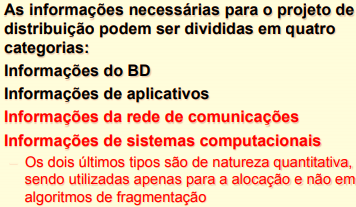 As informações necessárias para o projeto de
distribuição podem ser divididas em quatro
categorias:
Informações do BD
Informações de aplicativos
Informações da rede de comunicações
Informações de sistemas computacionais
– Os dois últimos tipos são de natureza quantitativa,
sendo utilizadas apenas para a alocação e não em
algoritmos de fragmentação